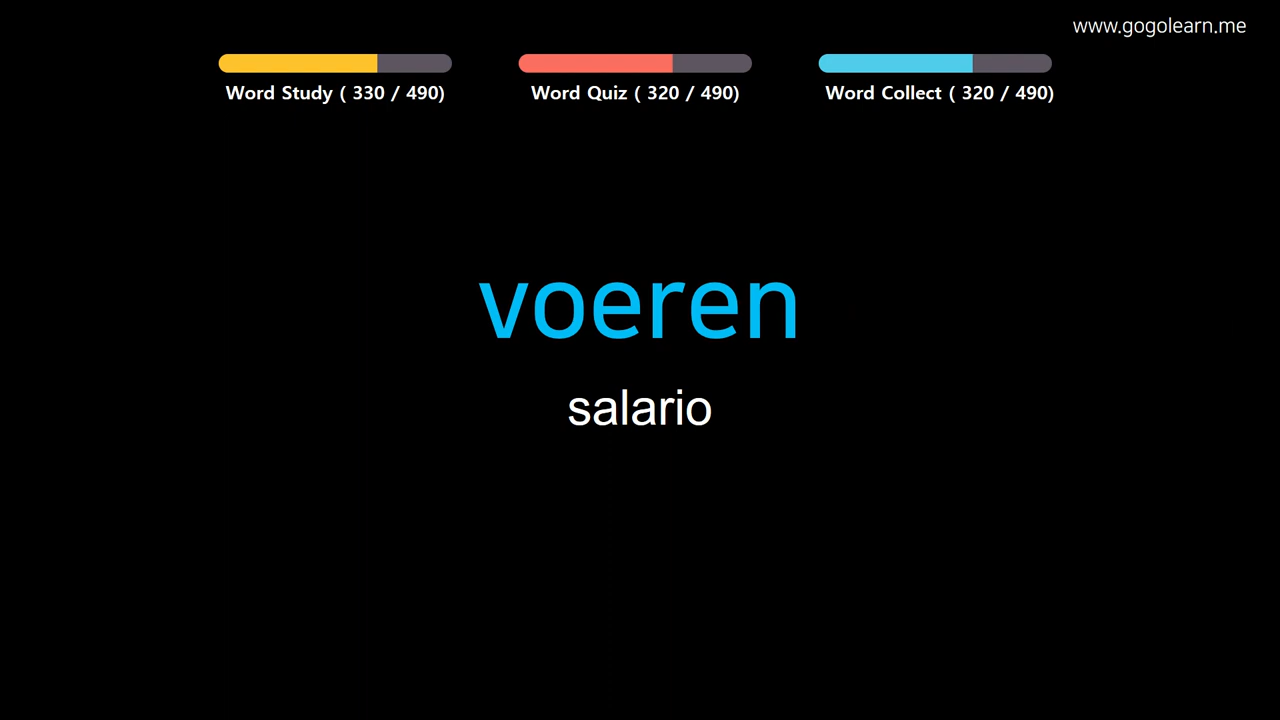 www.gogolearn.me
Word Study ( 330 / 490)
Word Quiz ( 320 / 490)
Word Collect ( 320 / 490)
voeren
salario